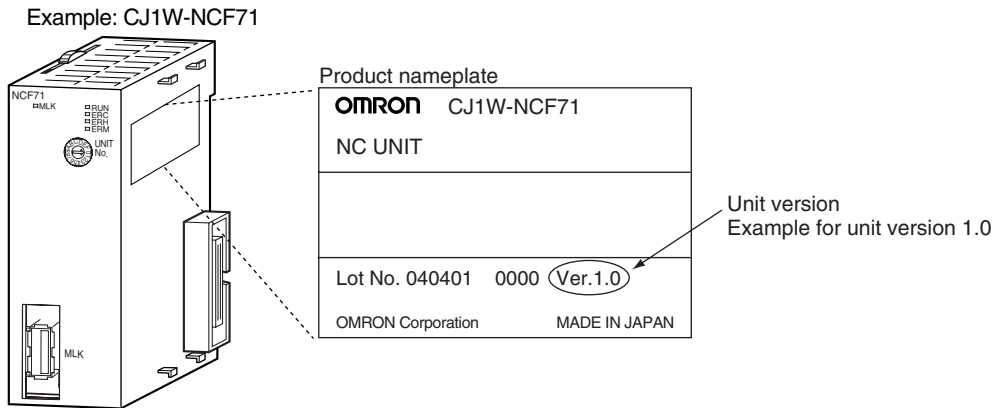 Example: CJ1W-NCF71
NCF71
MLK
RUN
ERC
ERH
ERM
UNIT
No.
MLK
Product nameplate
OMRON CJ1W-NCF71
NC UNIT
Lot No. 040401 0000 Ver.1.0
OMRON Corporation MADE IN JAPAN
Unit version
Example for unit version 1.0